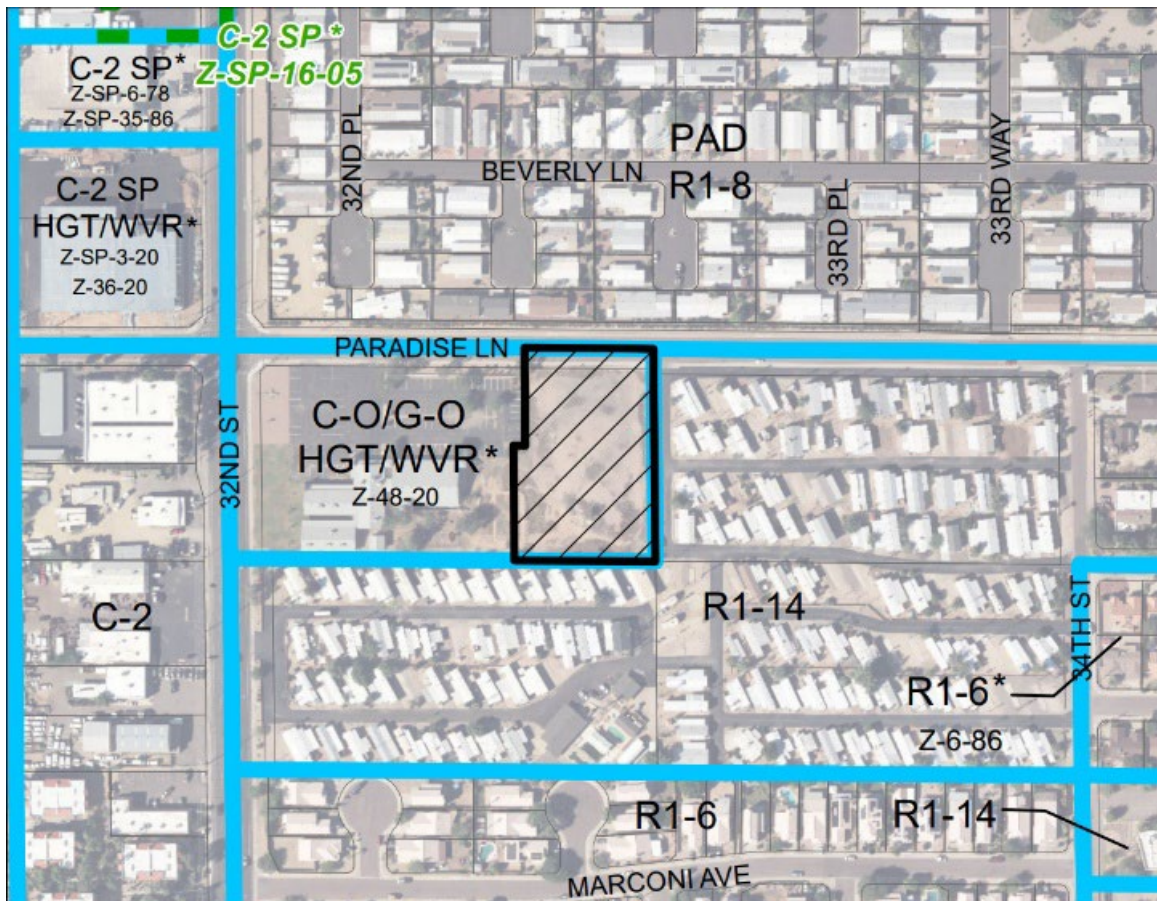 C-2 SP *
Z-SP-16-05
C-2 SP*
Z-SP-6-78
Z-SP-35-86
C-2 SP
HGT/WVR*
Z-SP-3-20
Z-36-20
32ND PL
BEVERLY LN
PAD
R1-8
33RD PL
33RD WAY
PARADISE LN
32ND ST
C-O/G-O
HGT/WVR*
Z-48-20
C-2
R1-14
34TH ST
R1-6*
Z-6-86
R1-6
R1-14
MARCONI AVE